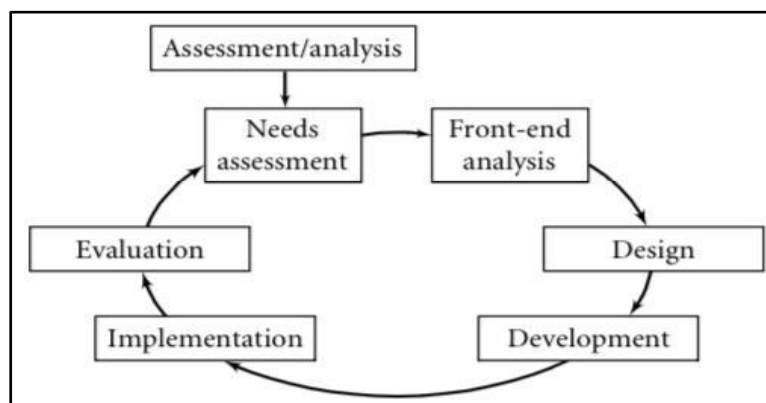 Assessment/analysis
Needs
assessment
Front-end
analysis
Evaluation
Design
Implementation
Development